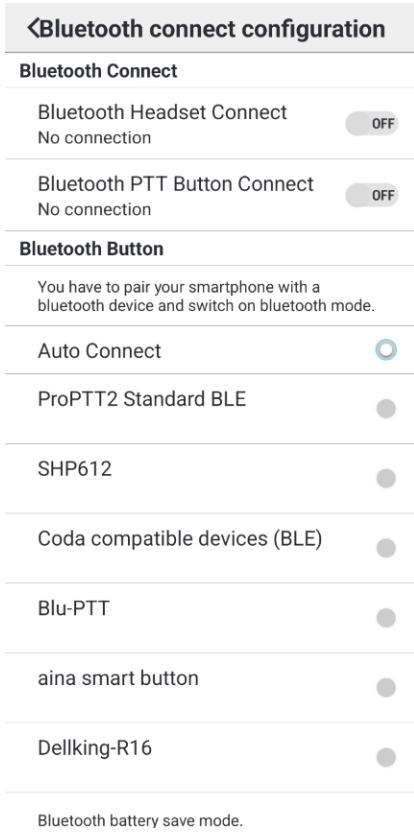 Bluetooth connect configuration
Bluetooth Connect
Bluetooth Headset Connect
OFF
No connection
Bluetooth PTT Button Connect
OFF
No connection
Bluetooth Button
You have to pair your smartphone with a
bluetooth device and switch on bluetooth mode.
Auto Connect
ProPTT2 Standard BLE
SHP612
Coda compatible devices (BLE)
Blu-PTT
aina smart button
Dellking-R16
Bluetooth battery save mode.